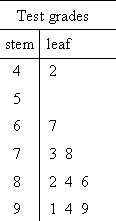 Test grades
stem leaf
4 2
5
6 7
7 3 8
8 2 4 6
9 1 4 9